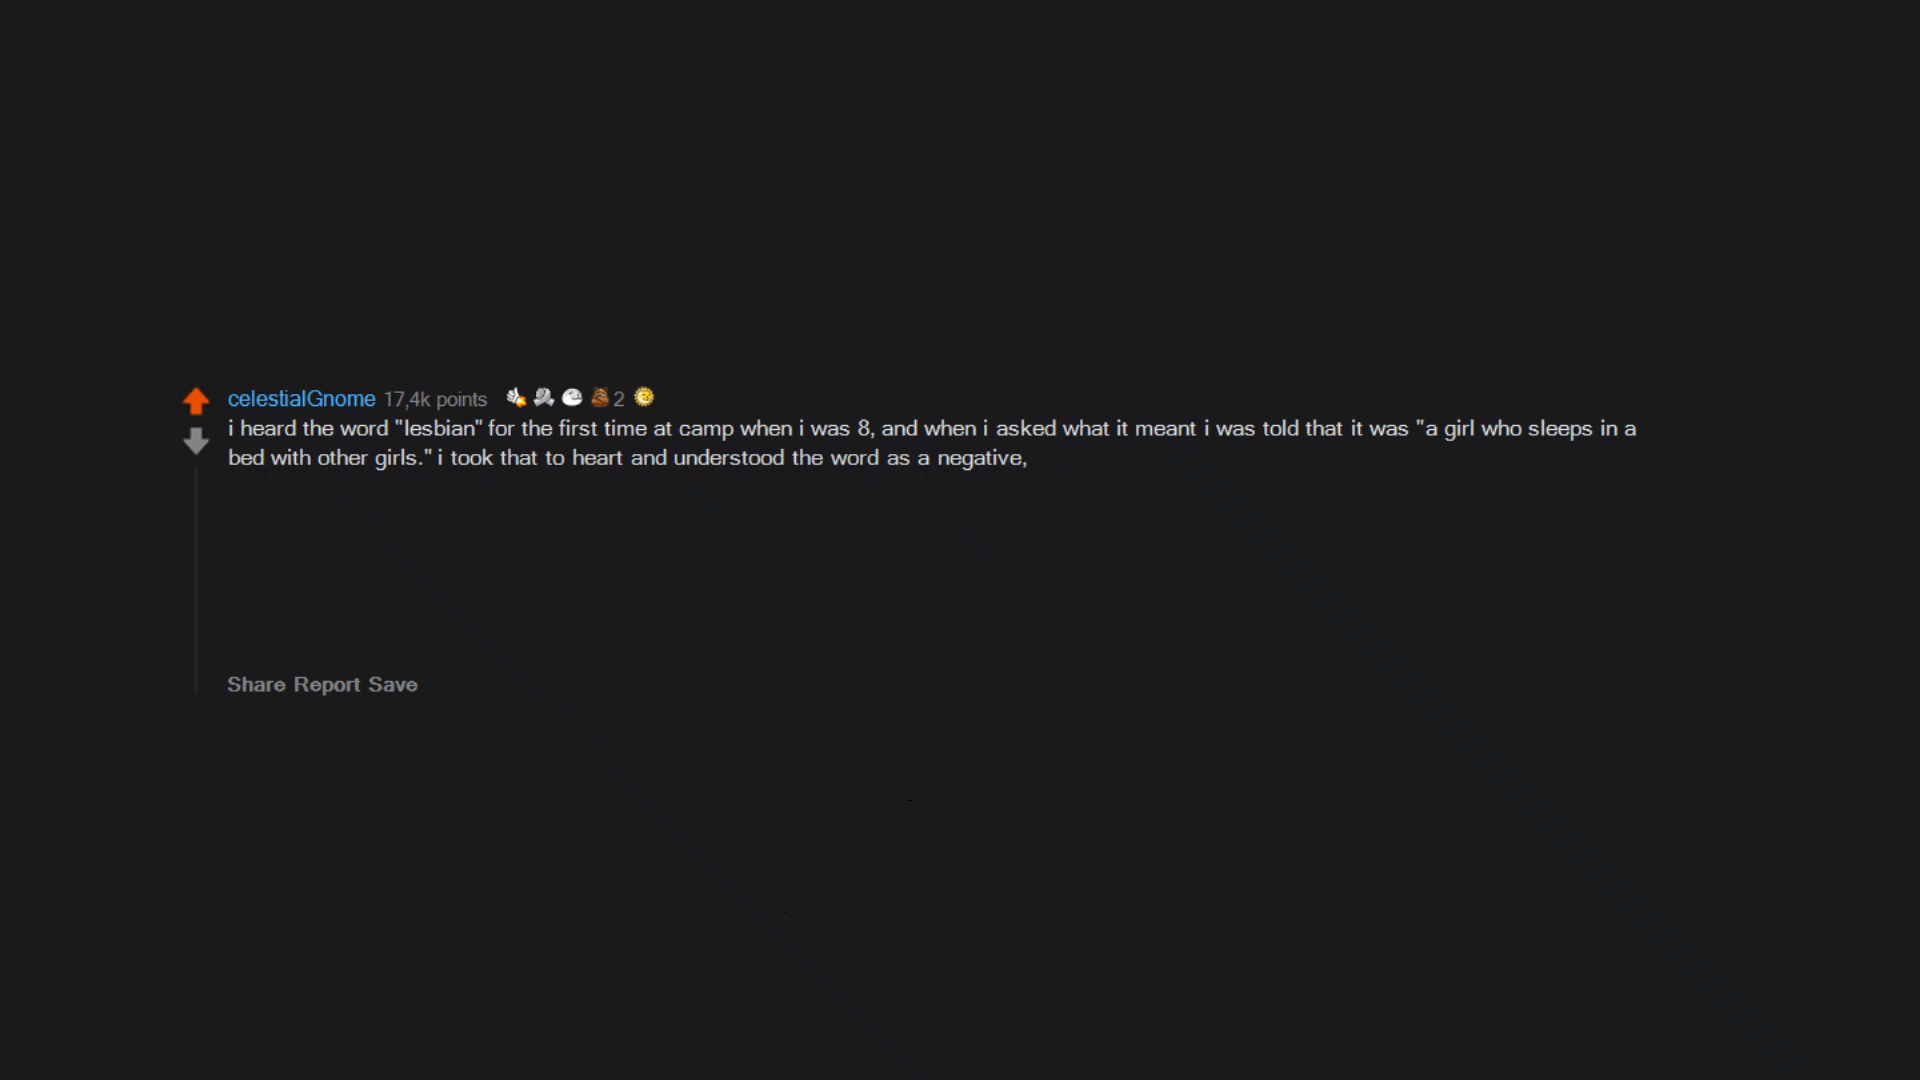 celestialGnome 17,4k points 2
i heard the word "lesbian" for the first time at camp when i was 8, and when i asked what it meant i was told that it was "a girl who sleeps in a
bed with other girls." i took that to heart and understood the word as a negative,
Share Report Save